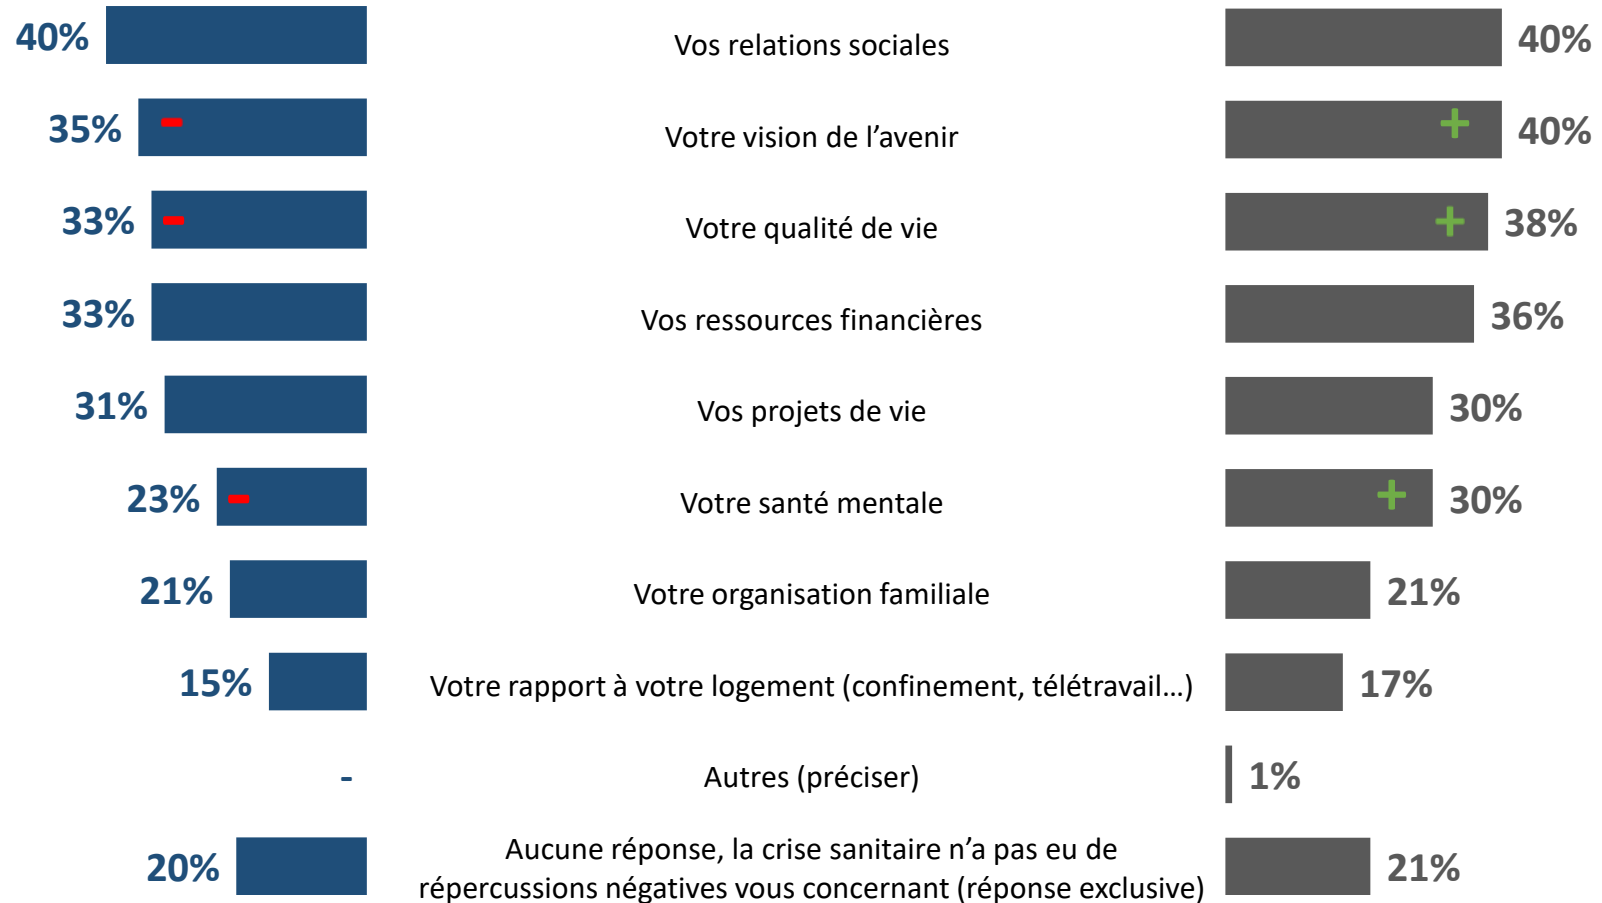 40% Vos relations sociales 40%
35% - Votre vision de l’avenir + 40%
33% - Votre qualité de vie + 38%
33% Vos ressources financières 36%
31% Vos projets de vie 30%
23% - Votre santé mentale + 30%
21% Votre organisation familiale 21%
15% Votre rapport à votre logement (confinement, télétravail…) 17%
- Autres (préciser) 1%
20% Aucune réponse, la crise sanitaire n’a pas eu de 21%
répercussions négatives vous concernant (réponse exclusive)